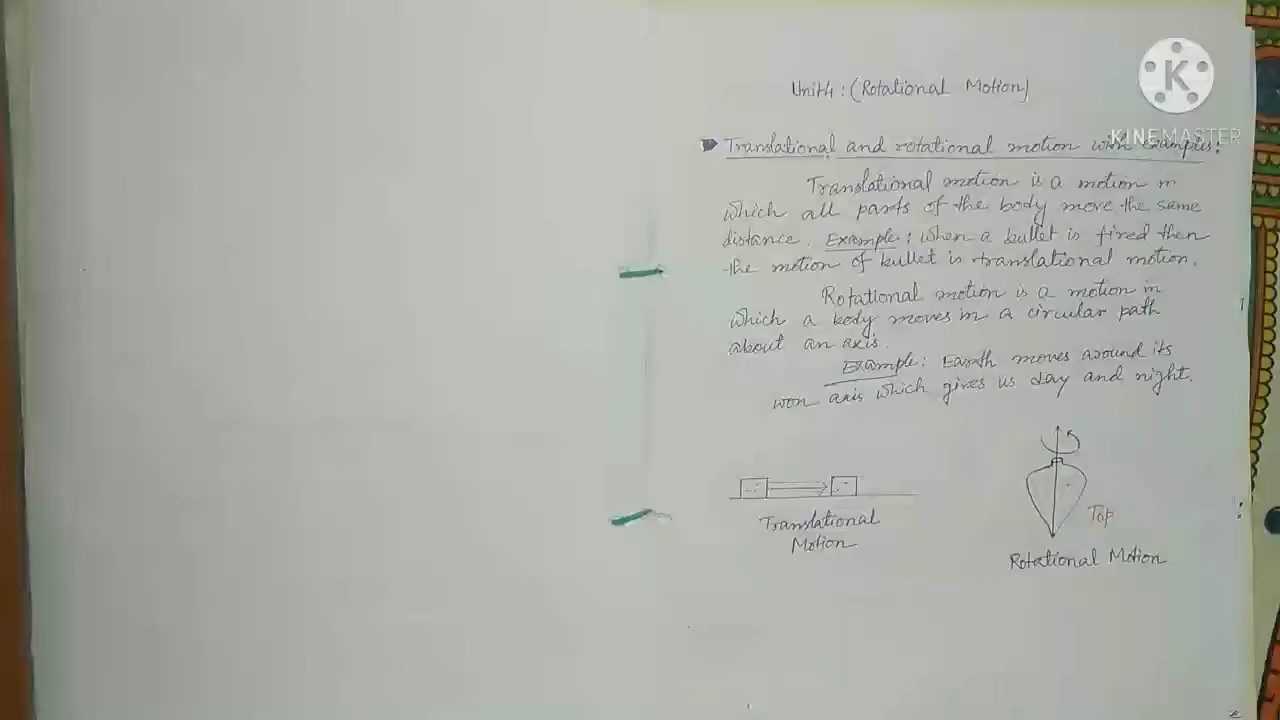 Unit4: (Rotational Motion)
Translational and rotational motion with Examples:
Translational motion is a motion in
which all parts of the body move the same
distance. Example: when a bullet is fired then
the motion of bullet is translational motion.
Rotational motion is a motion in
which a body moves in a circular path
about an axis.
Example: Earth moves around its
won axis which gives us day and night.
Translational
Motion
Top
Rotational Motion
K
KINEMASTER